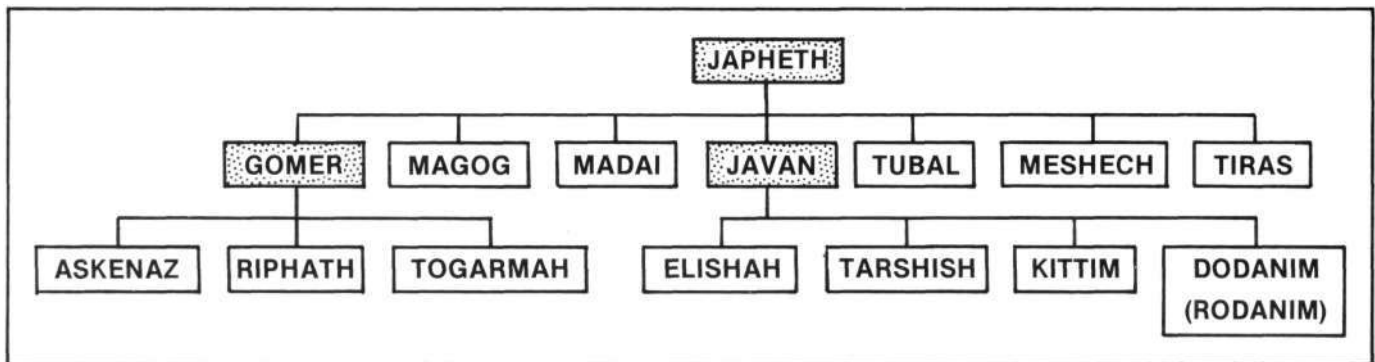 JAPHETH
GOMER MAGOG MADAI JAVAN TUBAL MESHECH TIRAS
ASKENAZ RIPHATH TOGARMAH ELISHAH TARSHISH KITTIM DODANIM
(RODANIM)